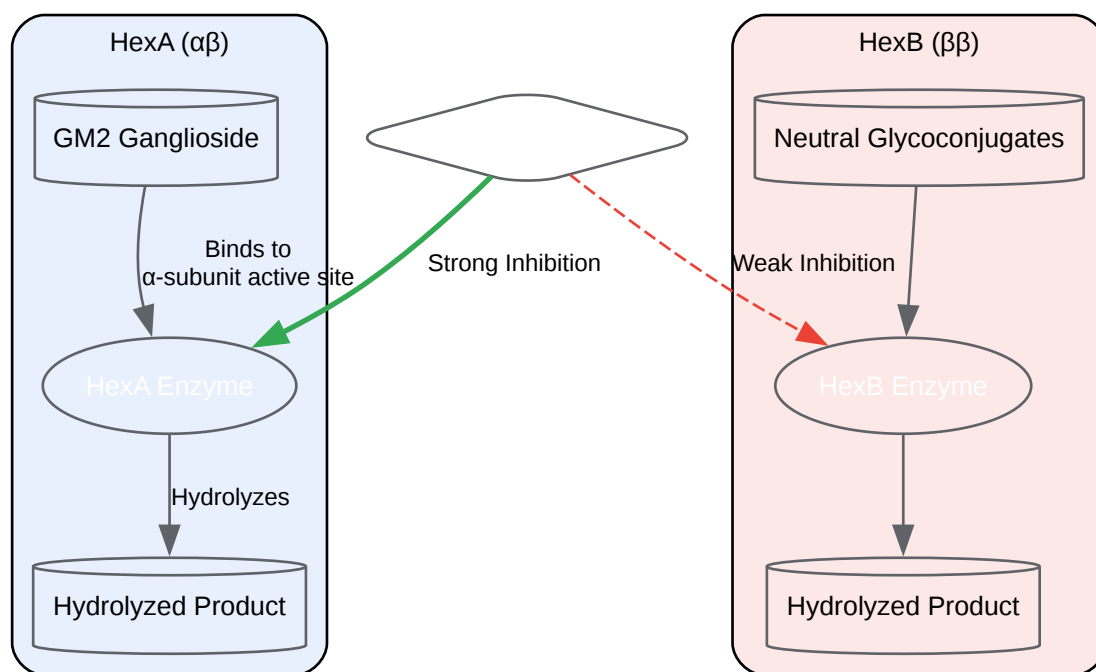 HexA (αβ)
HexB (ββ)
GM2 Ganglioside
Neutral Glycoconjugates
Binds to
α-subunit active site
Strong Inhibition
Weak Inhibition
HexA Enzyme
HexB Enzyme
Hydrolyzes
Hydrolyzed Product
Hydrolyzed Product